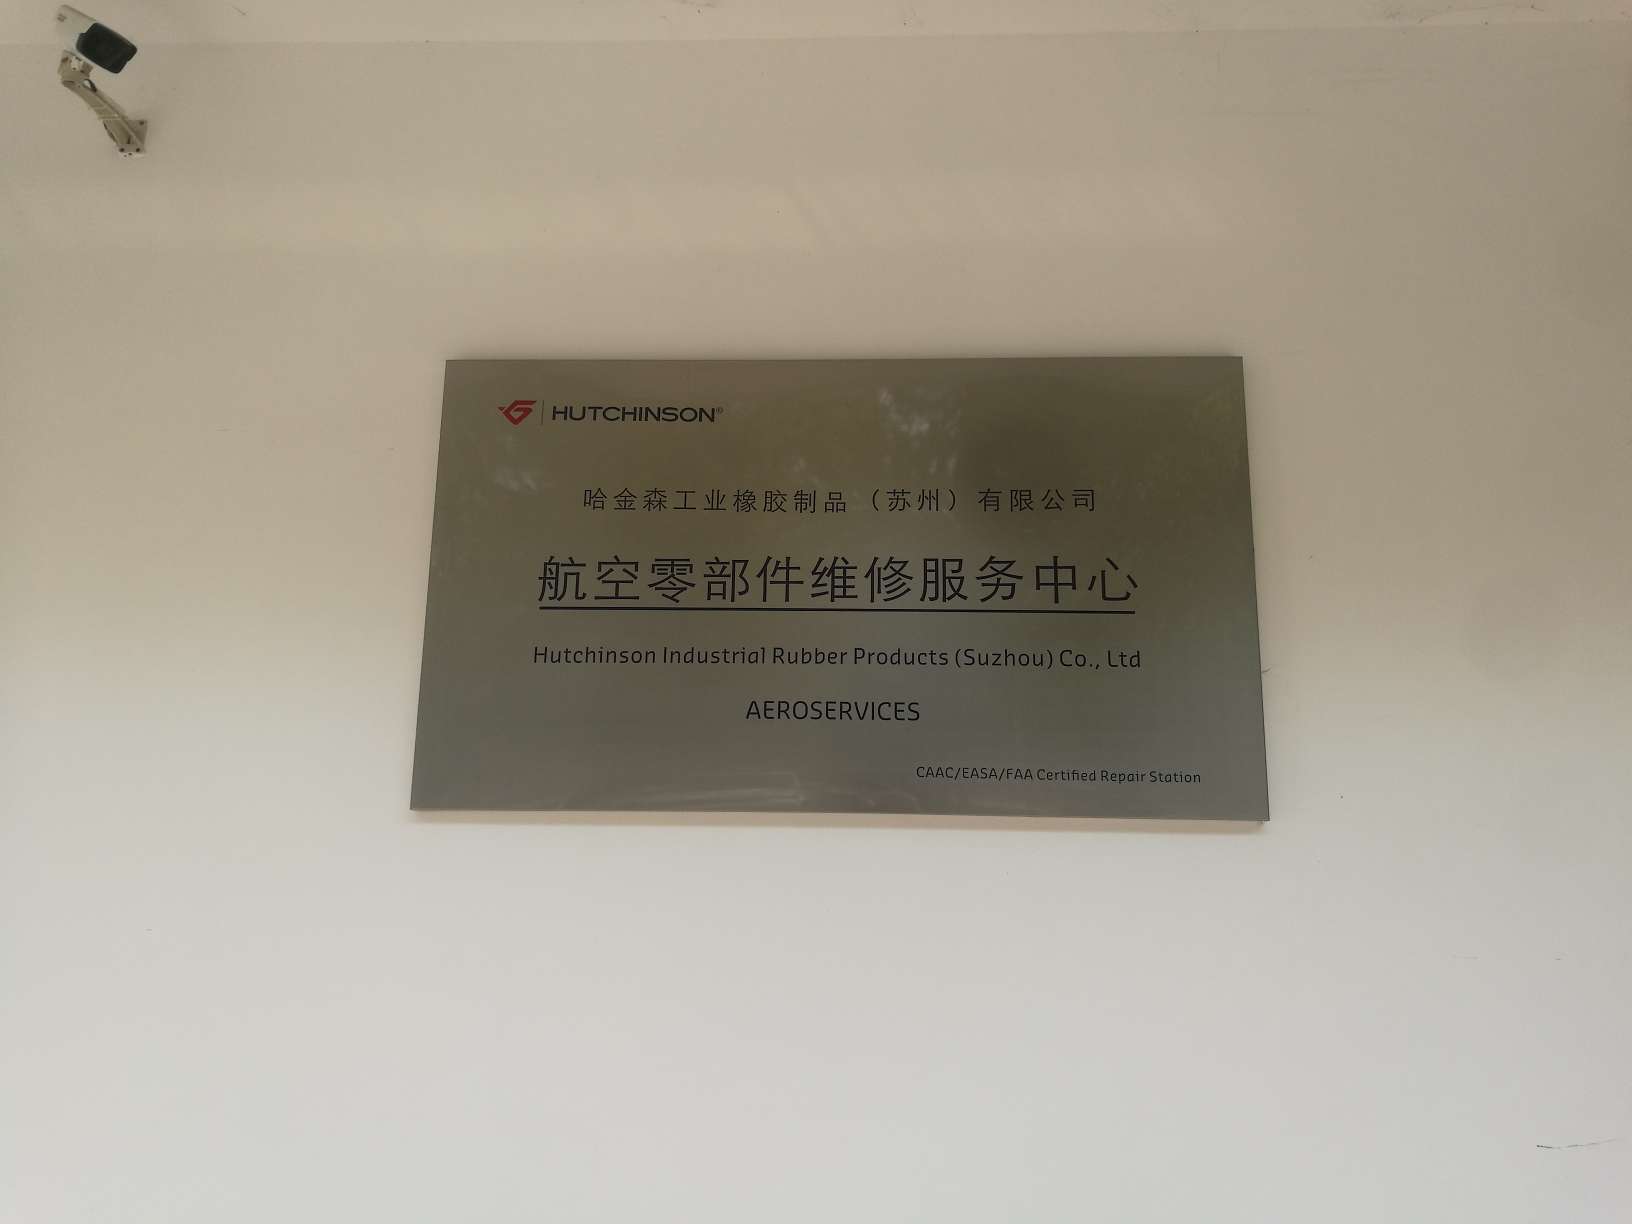 HUTCHINSON®
哈金森工业橡胶制品（苏州）有限公司
航空零部件维修服务中心
Hutchinson Industrial Rubber Products (Suzhou) Co., Ltd
AEROSERVICES
CAAC/EASA/FAA Certified Repair Station